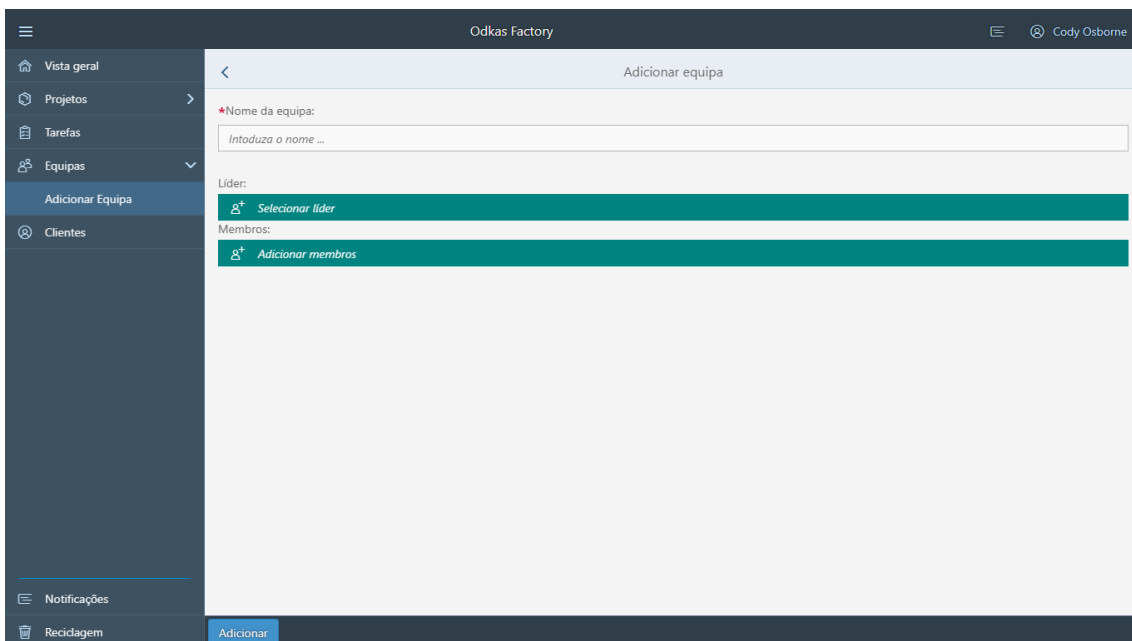 Odkas Factory
Cody Osborne
Vista geral
Projetos
Tarefas
Equipas
Adicionar Equipa
Clientes
Notificações
Reciclagem
Adicionar equipa
*Nome da equipa:
Intoduza o nome ...
Líder:
Selecionar líder
Membros:
Adicionar membros
Adicionar